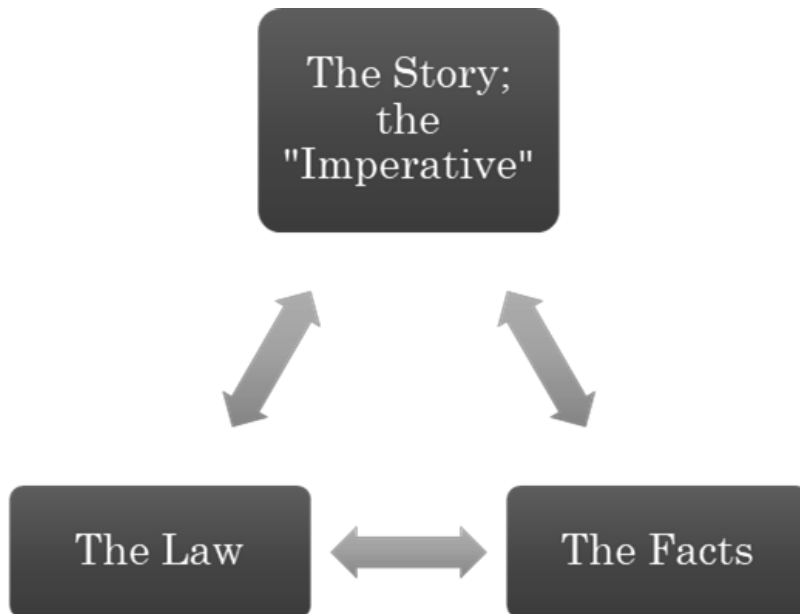 The Story;
the
"Imperative"
The Law
The Facts